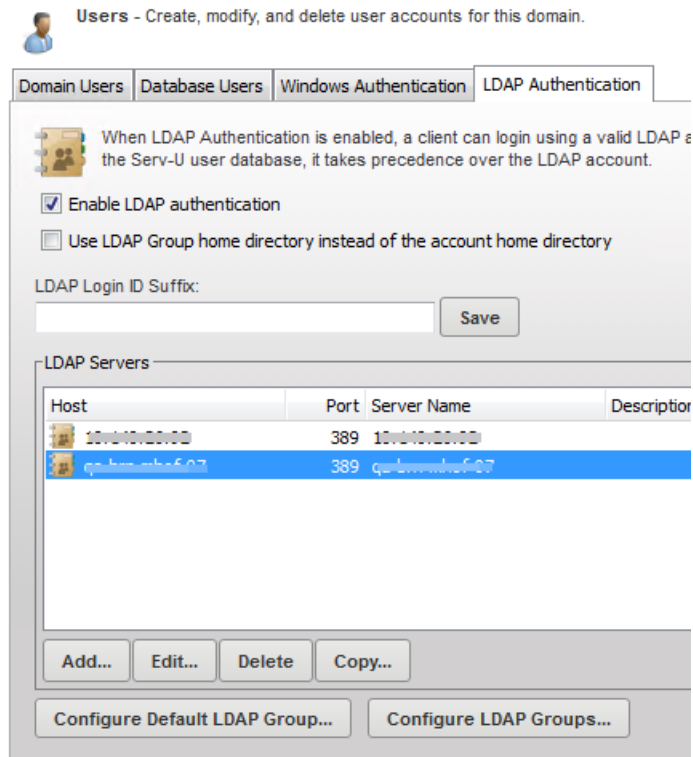 Users - Create, modify, and delete user accounts for this domain.
Domain Users Database Users Windows Authentication LDAP Authentication
When LDAP Authentication is enabled, a client can login using a valid LDAP
the Serv-U user database, it takes precedence over the LDAP account.
Enable LDAP authentication
Use LDAP Group home directory instead of the account home directory
LDAP Login ID Suffix:
Save
LDAP Servers
Host Port Server Name Description
389
389
Add... Edit... Delete Copy...
Configure Default LDAP Group... Configure LDAP Groups...